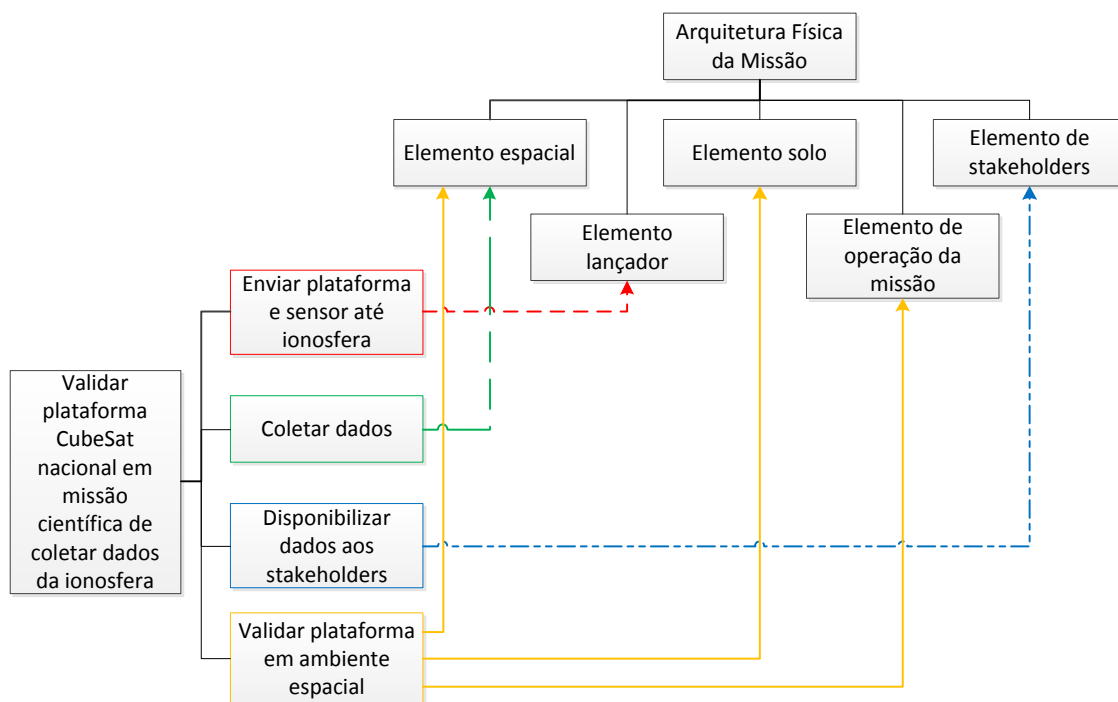 Arquitetura Física
da Missão
Elemento espacial
Elemento solo
Elemento de
stakeholders
Elemento
lançador
Elemento de
operação da
missão
Enviar plataforma
e sensor até
ionosfera
Validar
plataforma
CubeSat
nacional em
missão
científica de
coletar dados
da ionosfera
Coletar dados
Disponibilizar
dados aos
stakeholders
Validar plataforma
em ambiente
espacial